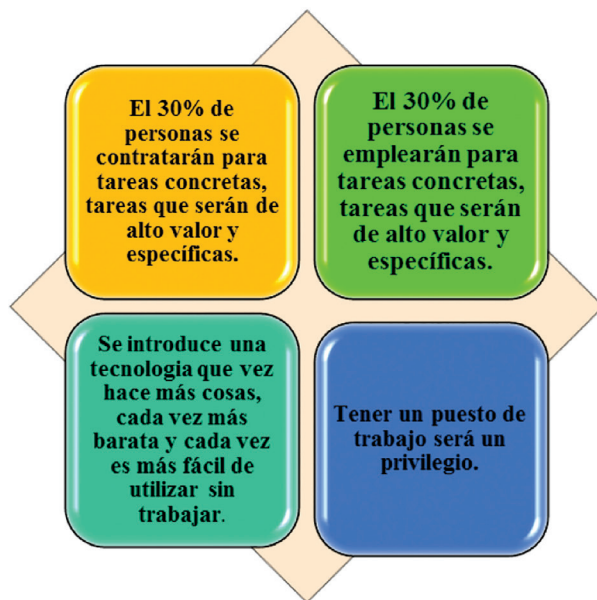 El 30% de
personas se
contratarán para
tareas concretas,
tareas que serán de
alto valor y
específicas.
El 30% de
personas se
emplearán para
tareas concretas,
tareas que serán
de alto valor y
específicas.
Se introduce una
tecnologia que vez
hace más cosas,
cada vez más
barata y cada vez
es más fácil de
utilizar sin
trabajar.
Tener un puesto de
trabajo será un
privilegio.